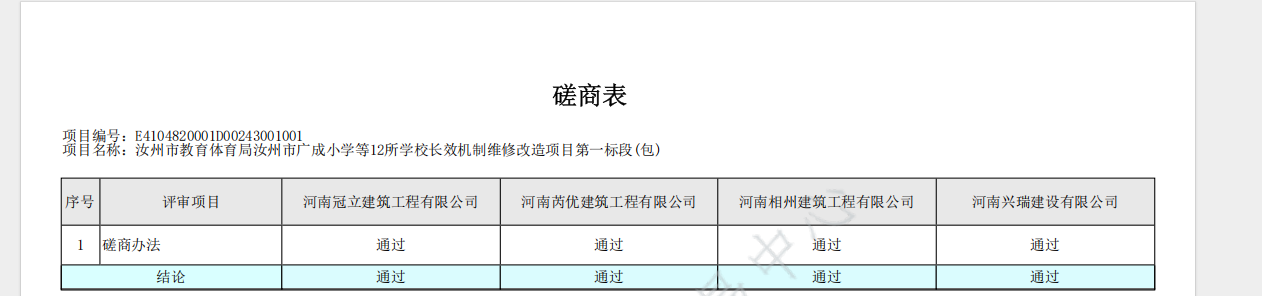 磋商表
项目编号：E4104820001D00243001001
项目名称：汝州市教育体育局汝州市广成小学等12所学校长效机制维修改造项目第一标段(包)
序号 评审项目 河南冠立建筑工程有限公司 河南芮优建筑工程有限公司 河南相州建筑工程有限公司 河南兴瑞建设有限公司
1 磋商办法 通过 通过 通过 通过
结论 通过 通过 通过 通过
中心